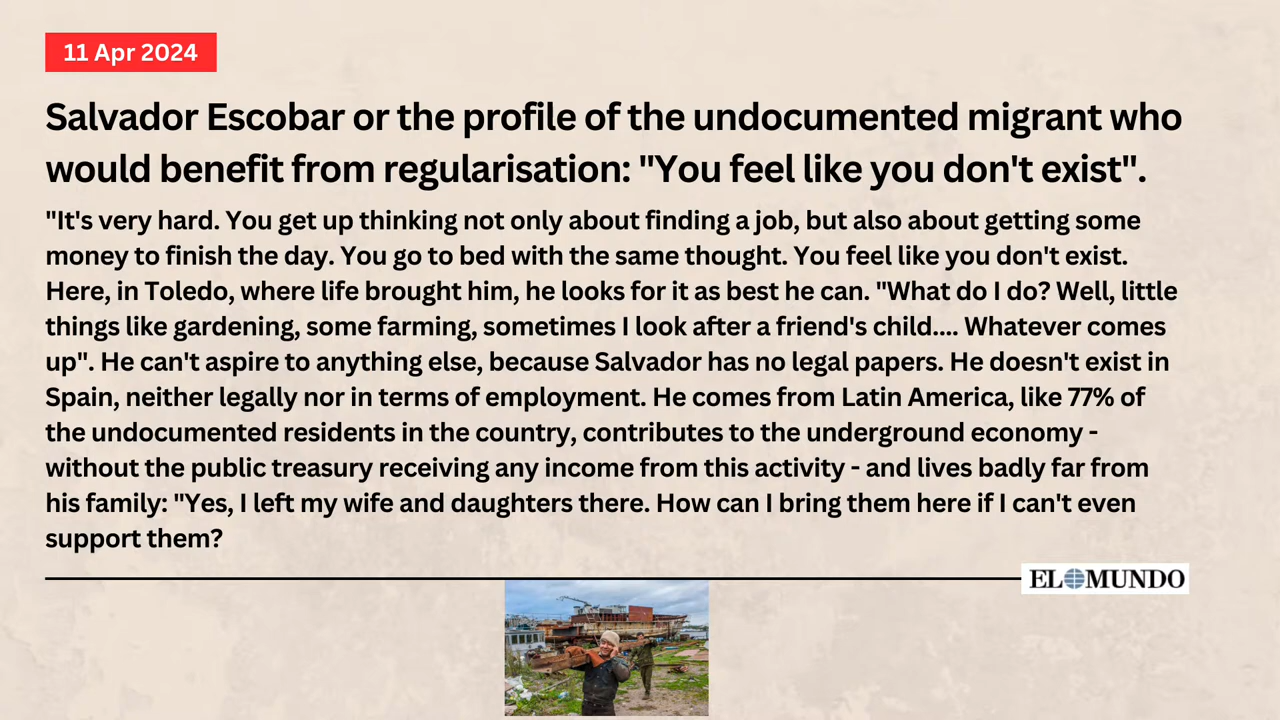 11 Apr 2024
Salvador Escobar or the profile of the undocumented migrant who
would benefit from regularisation: "You feel like you don't exist".
"It's very hard. You get up thinking not only about finding a job, but also about getting some
money to finish the day. You go to bed with the same thought. You feel like you don't exist.
Here, in Toledo, where life brought him, he looks for it as best he can. "What do I do? Well, little
things like gardening, some farming, sometimes I look after a friend's child.... Whatever comes
up". He can't aspire to anything else, because Salvador has no legal papers. He doesn't exist in
Spain, neither legally nor in terms of employment. He comes from Latin America, like 77% of
the undocumented residents in the country, contributes to the underground economy -
without the public treasury receiving any income from this activity - and lives badly far from
his family: "Yes, I left my wife and daughters there. How can I bring them here if I can't even
support them?
EL MUNDO